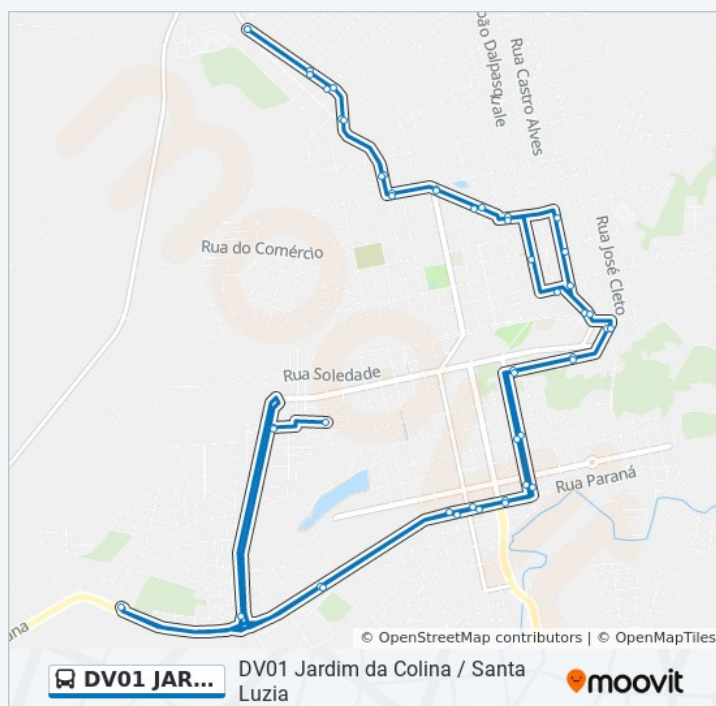 João Dalpasquale
Rua Castro Alves
Rua José Cleto
Rua do Comércio
Rua Soledade
Rua Paraná
ana
© OpenStreetMap contributors | © OpenMapTiles
DV01 JAR...
DV01 Jardim da Colina / Santa
Luzia
moovit